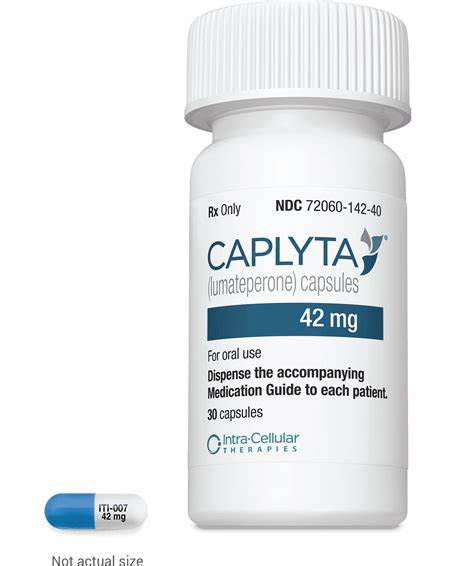 Rx Only NDC 72060-142-40
CAPLYTA®
(lumateperone) capsules
42 mg
For oral use
Dispense the accompanying
Medication Guide to each patient.
30 capsules
Intra-Cellular
THERAPIES
ITI-007
42 mg
Not actual size